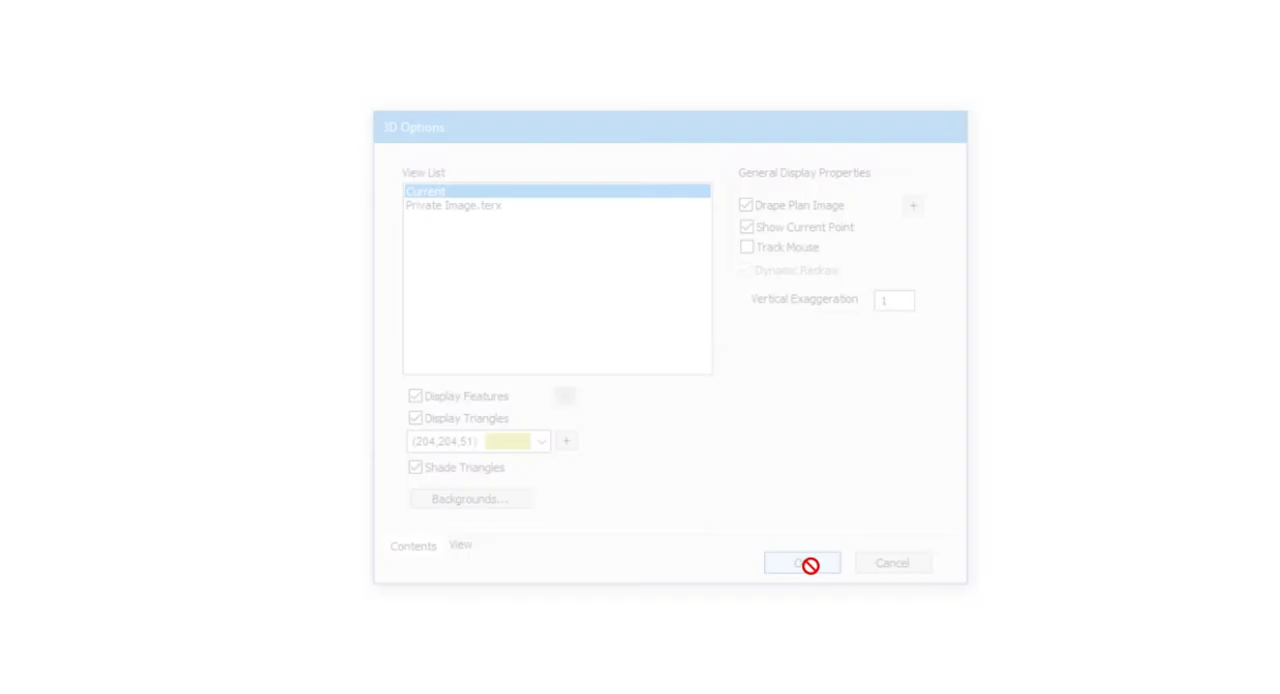 3D Options
View List
Current
Private Image.terx
Display Features
Display Triangles
(204,204,51)
+
Shade Triangles
Backgrounds...
General Display Properties
Drape Plan Image
+
Show Current Point
Track Mouse
Dynamic Redraw
Vertical Exaggeration
1
Contents
View
Cancel